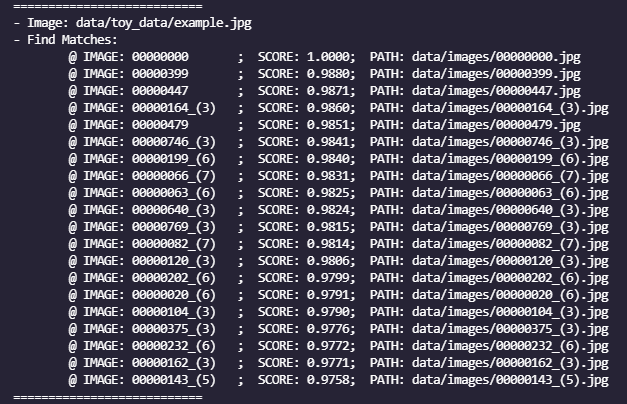 ===========================
- Image: data/toy_data/example.jpg
- Find Matches:
@ IMAGE: 00000000 ; SCORE: 1.0000; PATH: data/images/00000000.jpg
@ IMAGE: 00000399 ; SCORE: 0.9880; PATH: data/images/00000399.jpg
@ IMAGE: 00000447 ; SCORE: 0.9871; PATH: data/images/00000447.jpg
@ IMAGE: 00000164_(3) ; SCORE: 0.9860; PATH: data/images/00000164_(3).jpg
@ IMAGE: 00000479 ; SCORE: 0.9851; PATH: data/images/00000479.jpg
@ IMAGE: 00000746_(3) ; SCORE: 0.9841; PATH: data/images/00000746_(3).jpg
@ IMAGE: 00000199_(6) ; SCORE: 0.9840; PATH: data/images/00000199_(6).jpg
@ IMAGE: 00000066_(7) ; SCORE: 0.9831; PATH: data/images/00000066_(7).jpg
@ IMAGE: 00000063_(6) ; SCORE: 0.9825; PATH: data/images/00000063_(6).jpg
@ IMAGE: 00000640_(3) ; SCORE: 0.9824; PATH: data/images/00000640_(3).jpg
@ IMAGE: 00000769_(3) ; SCORE: 0.9815; PATH: data/images/00000769_(3).jpg
@ IMAGE: 00000082_(7) ; SCORE: 0.9814; PATH: data/images/00000082_(7).jpg
@ IMAGE: 00000120_(3) ; SCORE: 0.9806; PATH: data/images/00000120_(3).jpg
@ IMAGE: 00000202_(6) ; SCORE: 0.9799; PATH: data/images/00000202_(6).jpg
@ IMAGE: 00000020_(6) ; SCORE: 0.9791; PATH: data/images/00000020_(6).jpg
@ IMAGE: 00000104_(3) ; SCORE: 0.9790; PATH: data/images/00000104_(3).jpg
@ IMAGE: 00000375_(3) ; SCORE: 0.9776; PATH: data/images/00000375_(3).jpg
@ IMAGE: 00000232_(6) ; SCORE: 0.9772; PATH: data/images/00000232_(6).jpg
@ IMAGE: 00000162_(3) ; SCORE: 0.9771; PATH: data/images/00000162_(3).jpg
@ IMAGE: 00000143_(5) ; SCORE: 0.9758; PATH: data/images/00000143_(5).jpg
===========================